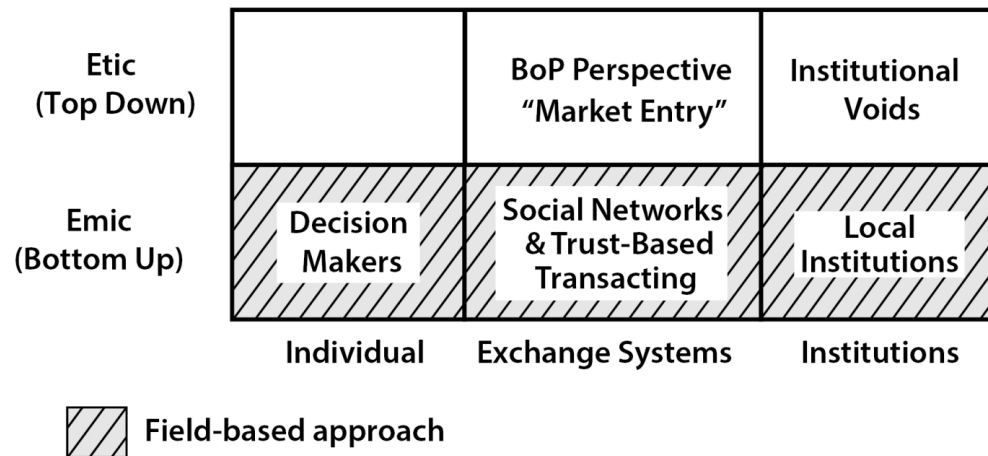 Etic
(Top Down)
BoP Perspective
“Market Entry”
Institutional
Voids
Emic
(Bottom Up)
Decision
Makers
Social Networks
& Trust-Based
Transacting
Local
Institutions
Individual
Exchange Systems
Institutions
Field-based approach